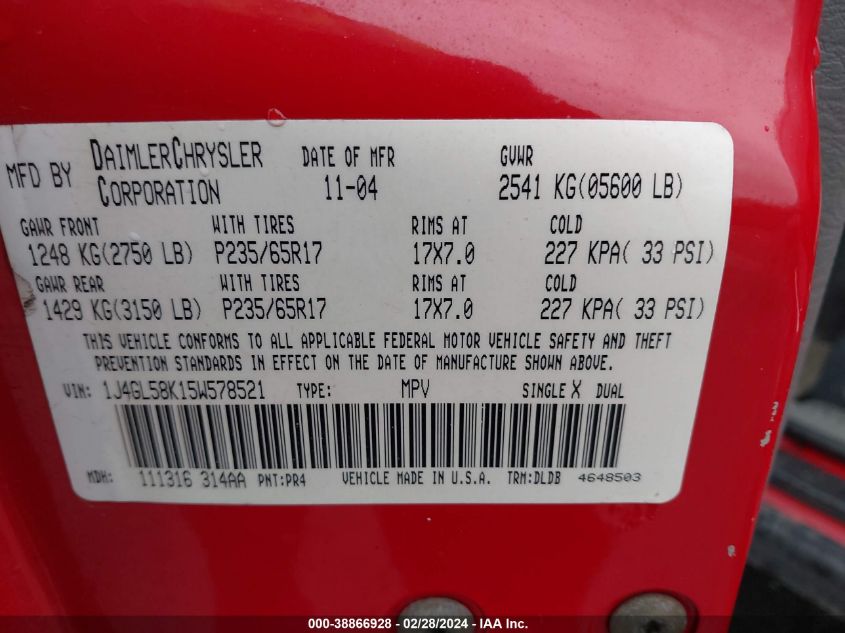 MFD BY DAIMLERCHRYSLER CORPORATION DATE OF MFR 11-04 GVWR 2541 KG(05600 LB)
GAWR FRONT WITH TIRES RIMS AT COLD
1248 KG(2750 LB) P235/65R17 17X7.0 227 KPA( 33 PSI)
GAWR REAR WITH TIRES RIMS AT COLD
1429 KG(3150 LB) P235/65R17 17X7.0 227 KPA( 33 PSI)
THIS VEHICLE CONFORMS TO ALL APPLICABLE FEDERAL MOTOR VEHICLE SAFETY AND THEFT
PREVENTION STANDARDS IN EFFECT ON THE DATE OF MANUFACTURE SHOWN ABOVE.
VIN: 1J4GL58K15W578521 TYPE: MPV SINGLE X DUAL
MDH: 111316 314AA PNT:PR4 VEHICLE MADE IN U.S.A. TRM:DLDB 4648503
000-38866928 - 02/28/2024 - IAA Inc.